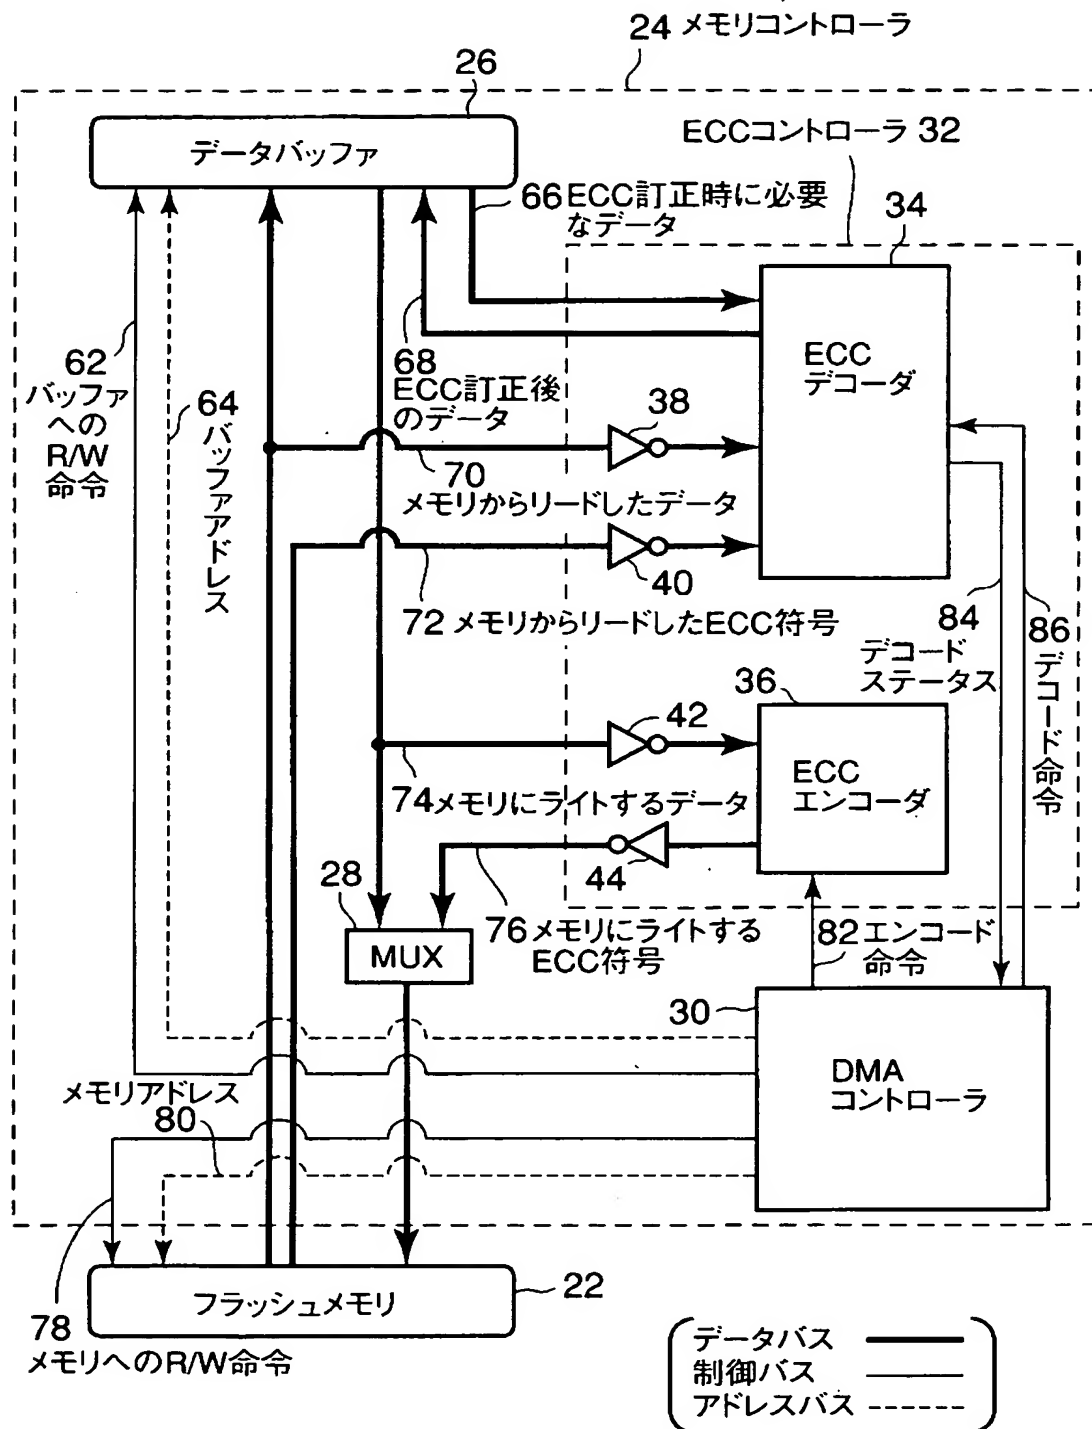 24 メモリコントローラ
26
データバッファ
ECCコントローラ 32
66 ECC訂正時に必要
なデータ
34
ECC
デコーダ
62
バッファ
への
R/W
命令
64
バッファアドレス
68
ECC訂正後
のデータ
38
70
メモリからリードしたデータ
40
72 メモリからリードしたECC符号
84
デコード
ステータス
86
デコード命令
36
42
ECC
エンコーダ
74 メモリにライトするデータ
44
28
MUX
76 メモリにライトする
ECC符号
82 エンコード
命令
30
DMA
コントローラ
メモリアドレス
80
フラッシュメモリ
22
78
メモリへのR/W命令
データバス
制御バス
アドレスバス